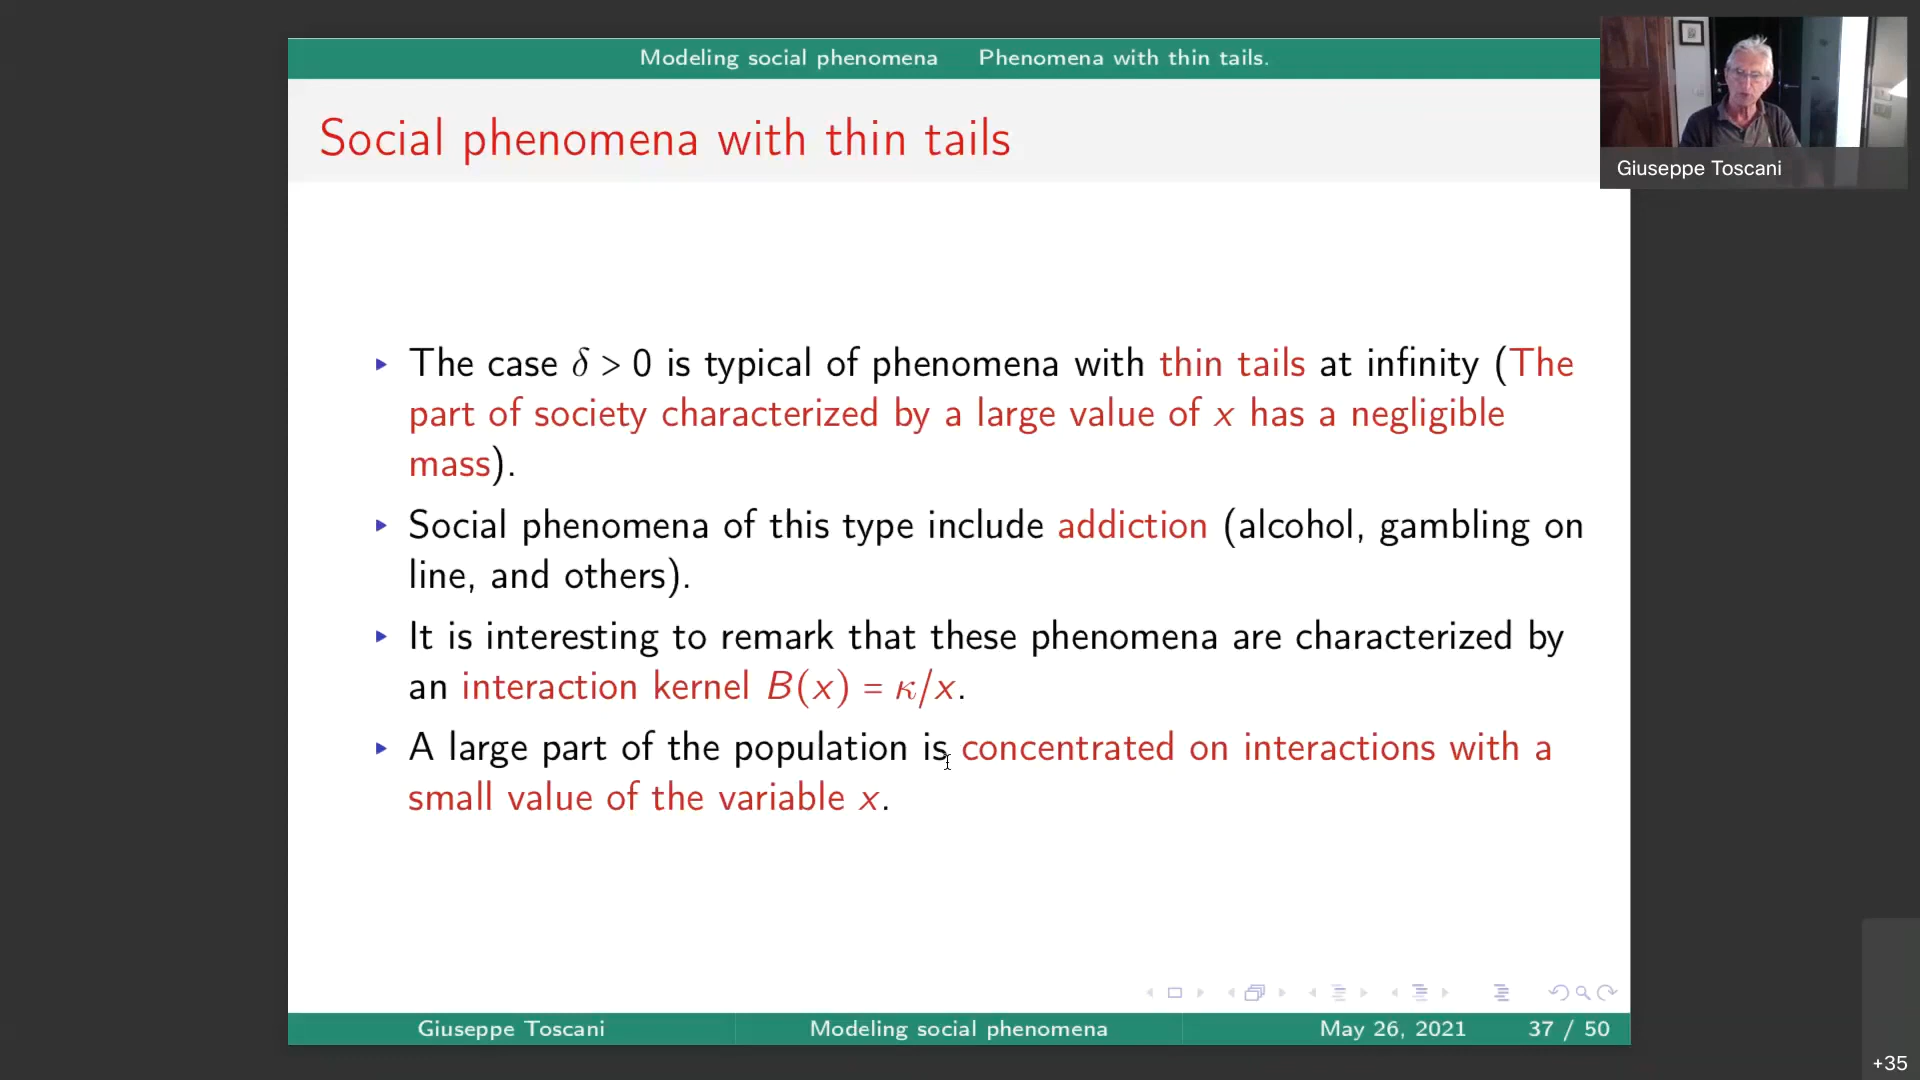 Modeling social phenomena Phenomena with thin tails.
Social phenomena with thin tails
Giuseppe Toscani
The case δ > 0 is typical of phenomena with thin tails at infinity (The
part of society characterized by a large value of x has a negligible
mass).
Social phenomena of this type include addiction (alcohol, gambling on
line, and others).
It is interesting to remark that these phenomena are characterized by
an interaction kernel B(x) = κ/x.
A large part of the population is concentrated on interactions with a
small value of the variable x.
Giuseppe Toscani Modeling social phenomena May 26, 2021 37 / 50
+35